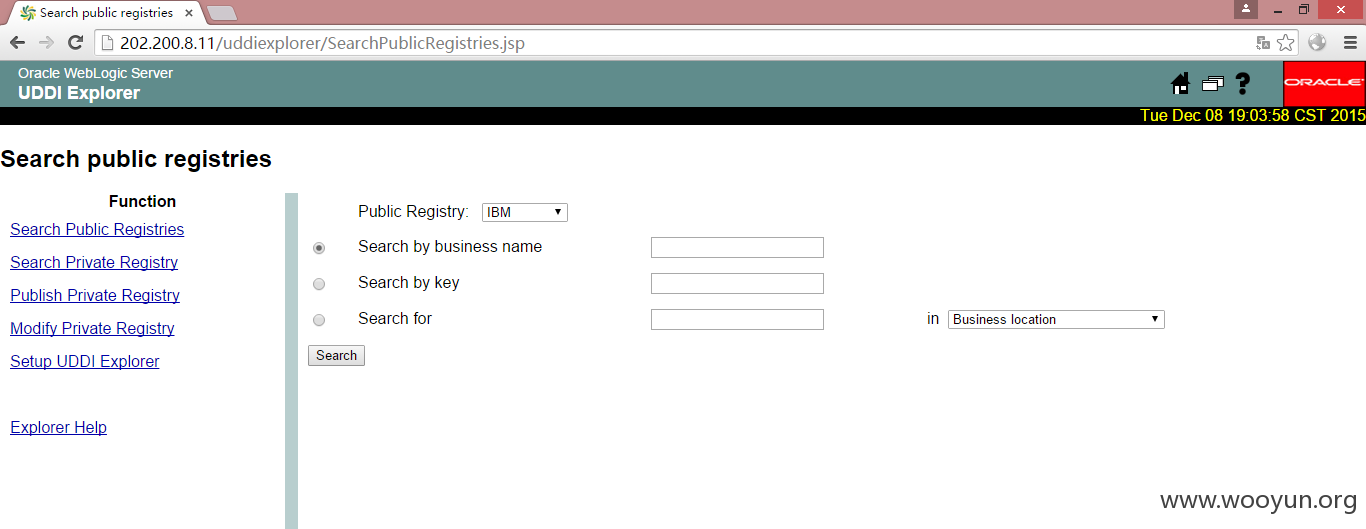 Search public registries
202.200.8.11/uddiexplorer/SearchPublicRegistries.jsp
Oracle WebLogic Server
UDDI Explorer
ORACLE
Tue Dec 08 19:03:58 CST 2015
Search public registries
Function
Search Public Registries
Search Private Registry
Publish Private Registry
Modify Private Registry
Setup UDDI Explorer
Explorer Help
Public Registry: IBM
Search by business name
Search by key
Search for in Business location
Search
www.wooyun.org